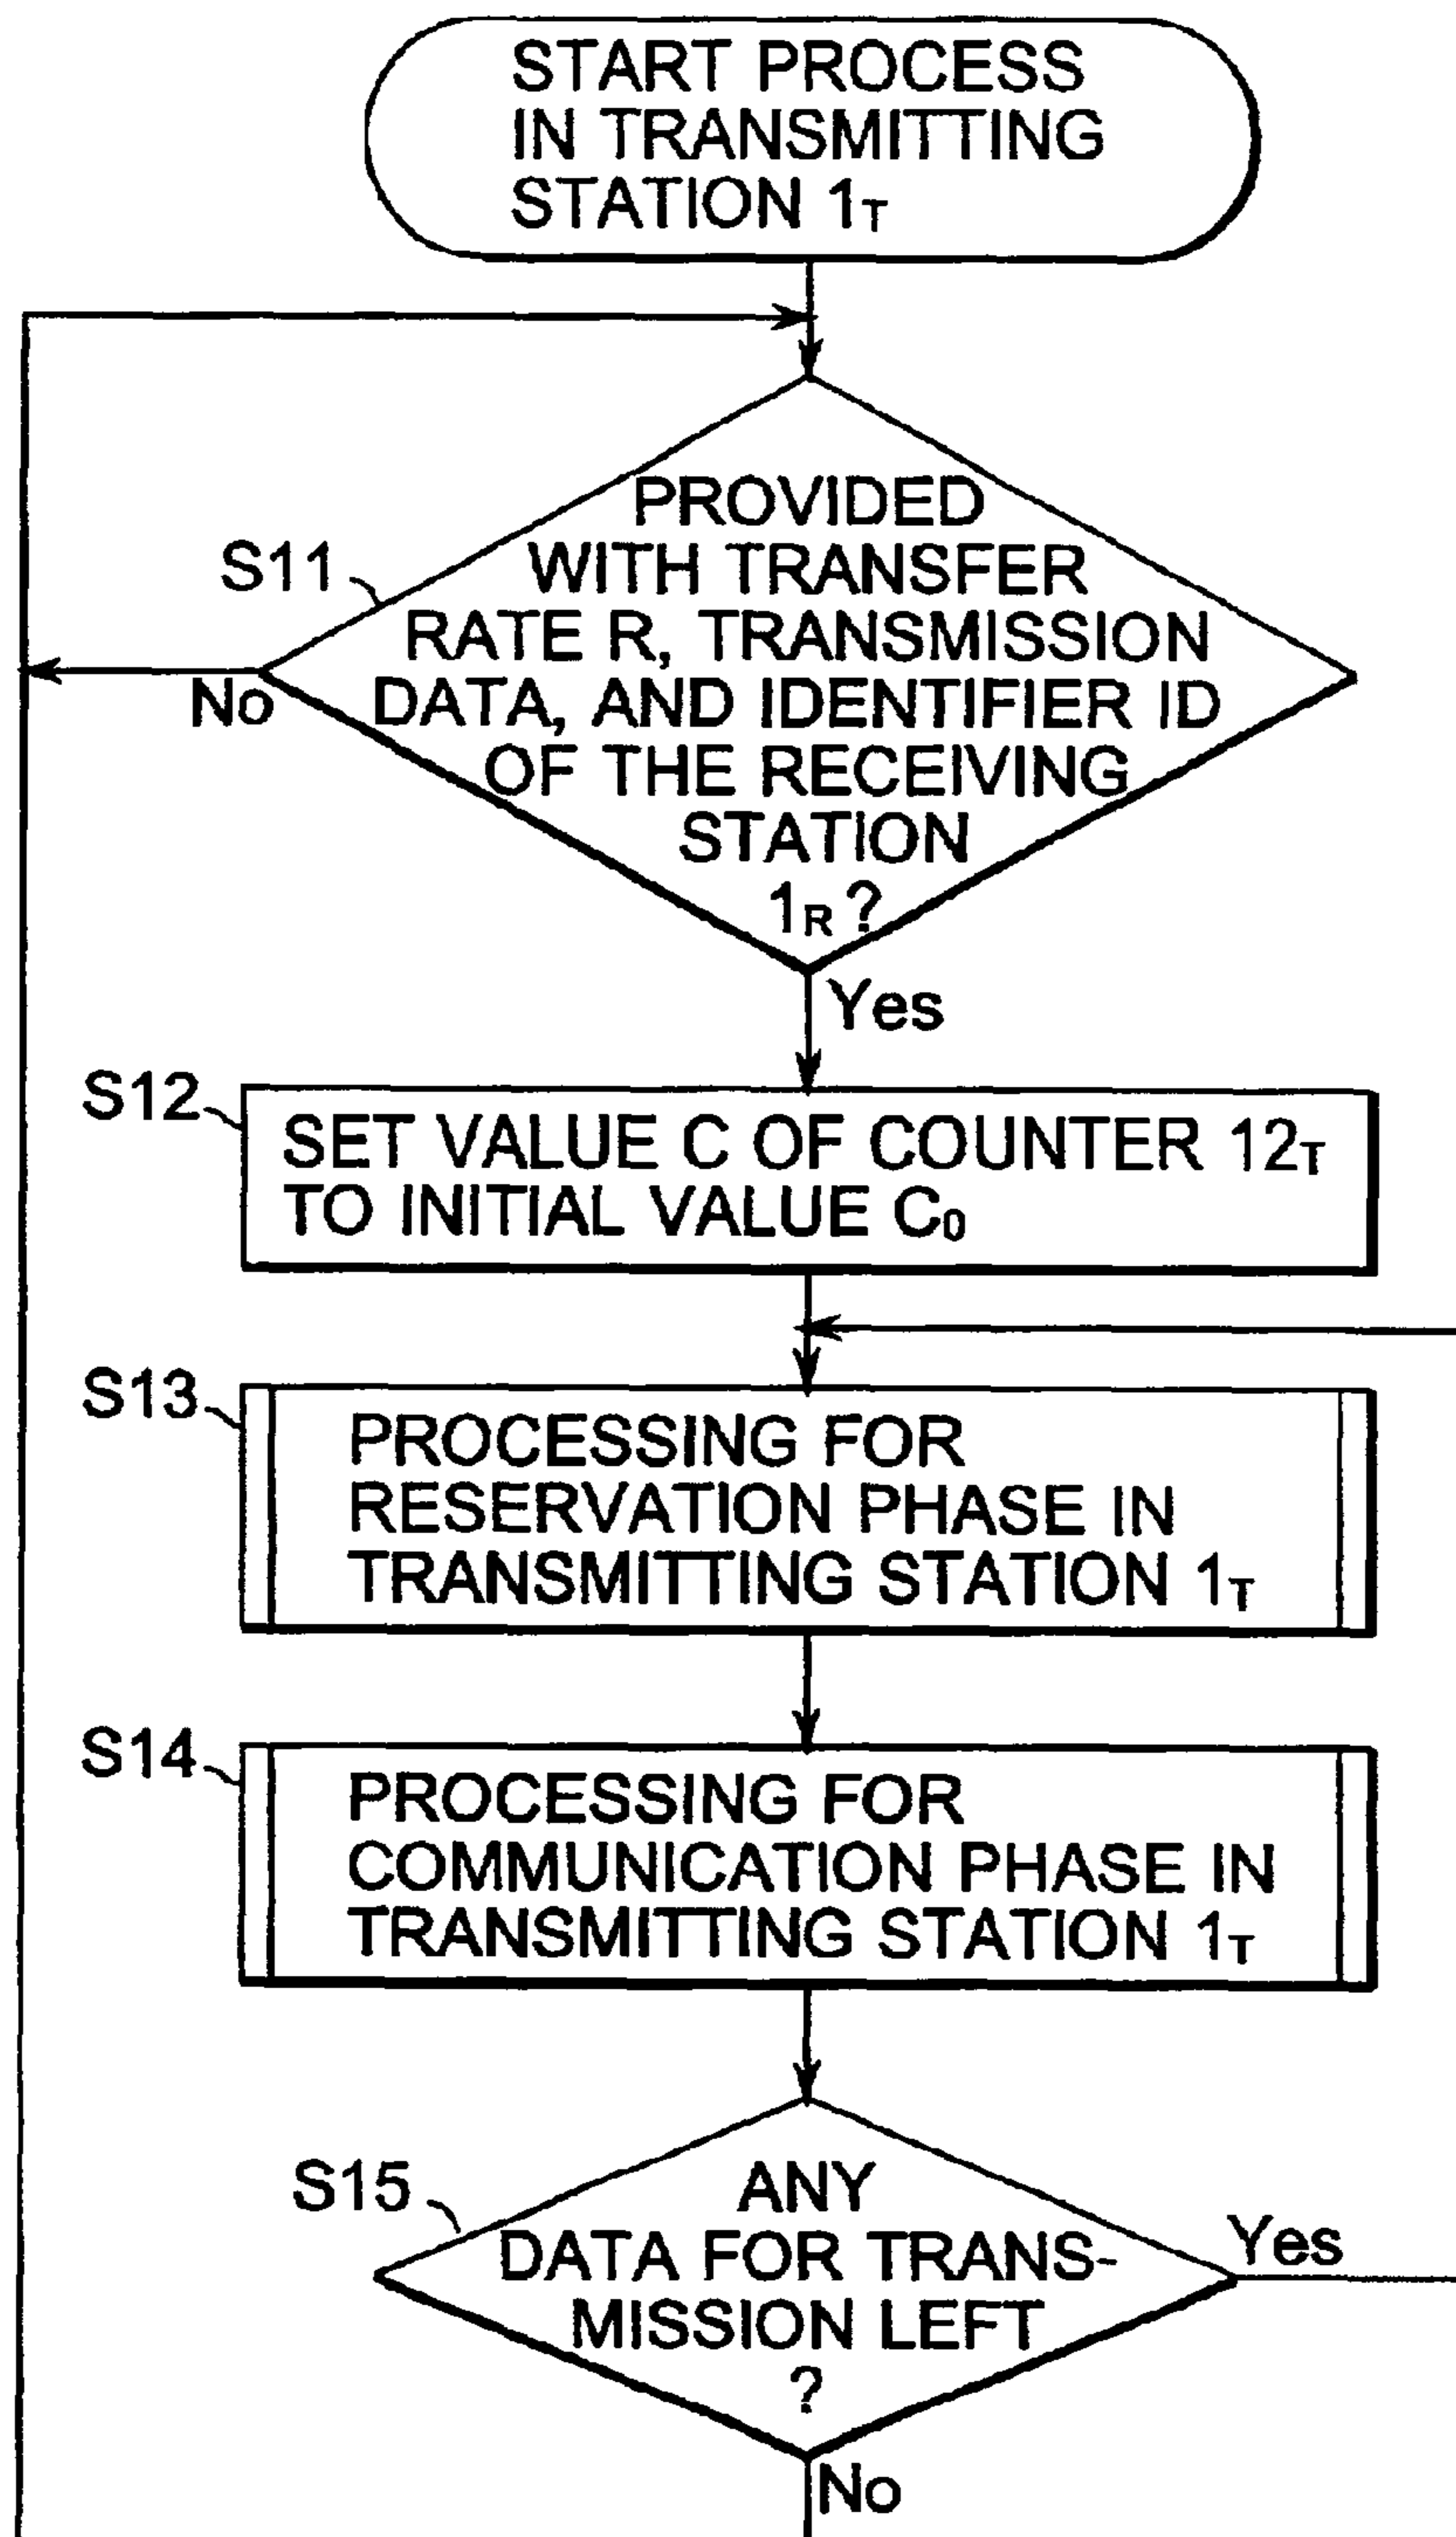 START PROCESS
IN TRANSMITTING
STATION 1T
PROVIDED
WITH TRANSFER
RATE R, TRANSMISSION
DATA, AND IDENTIFIER ID
OF THE RECEIVING
STATION
1R ?
S11
No
Yes
S12
SET VALUE C OF COUNTER 12T
TO INITIAL VALUE C0
S13
PROCESSING FOR
RESERVATION PHASE IN
TRANSMITTING STATION 1T
S14
PROCESSING FOR
COMMUNICATION PHASE IN
TRANSMITTING STATION 1T
S15
ANY
DATA FOR TRANS-
MISSION LEFT
?
Yes
No